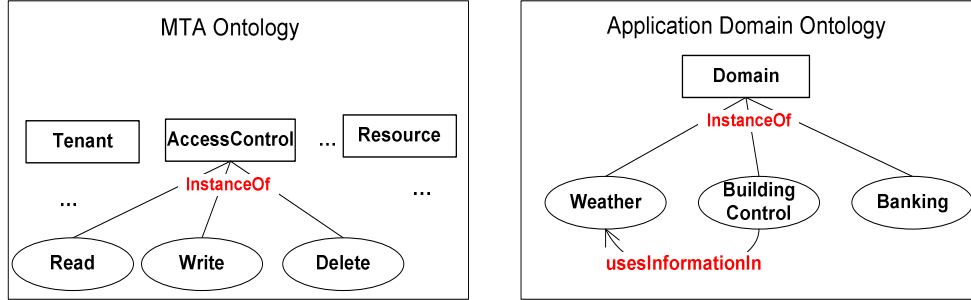 MTA Ontology
Tenant
AccessControl
...
Resource
InstanceOf
...
...
Read
Write
Delete
Application Domain Ontology
Domain
InstanceOf
Weather
Building
Control
Banking
usesInformationIn